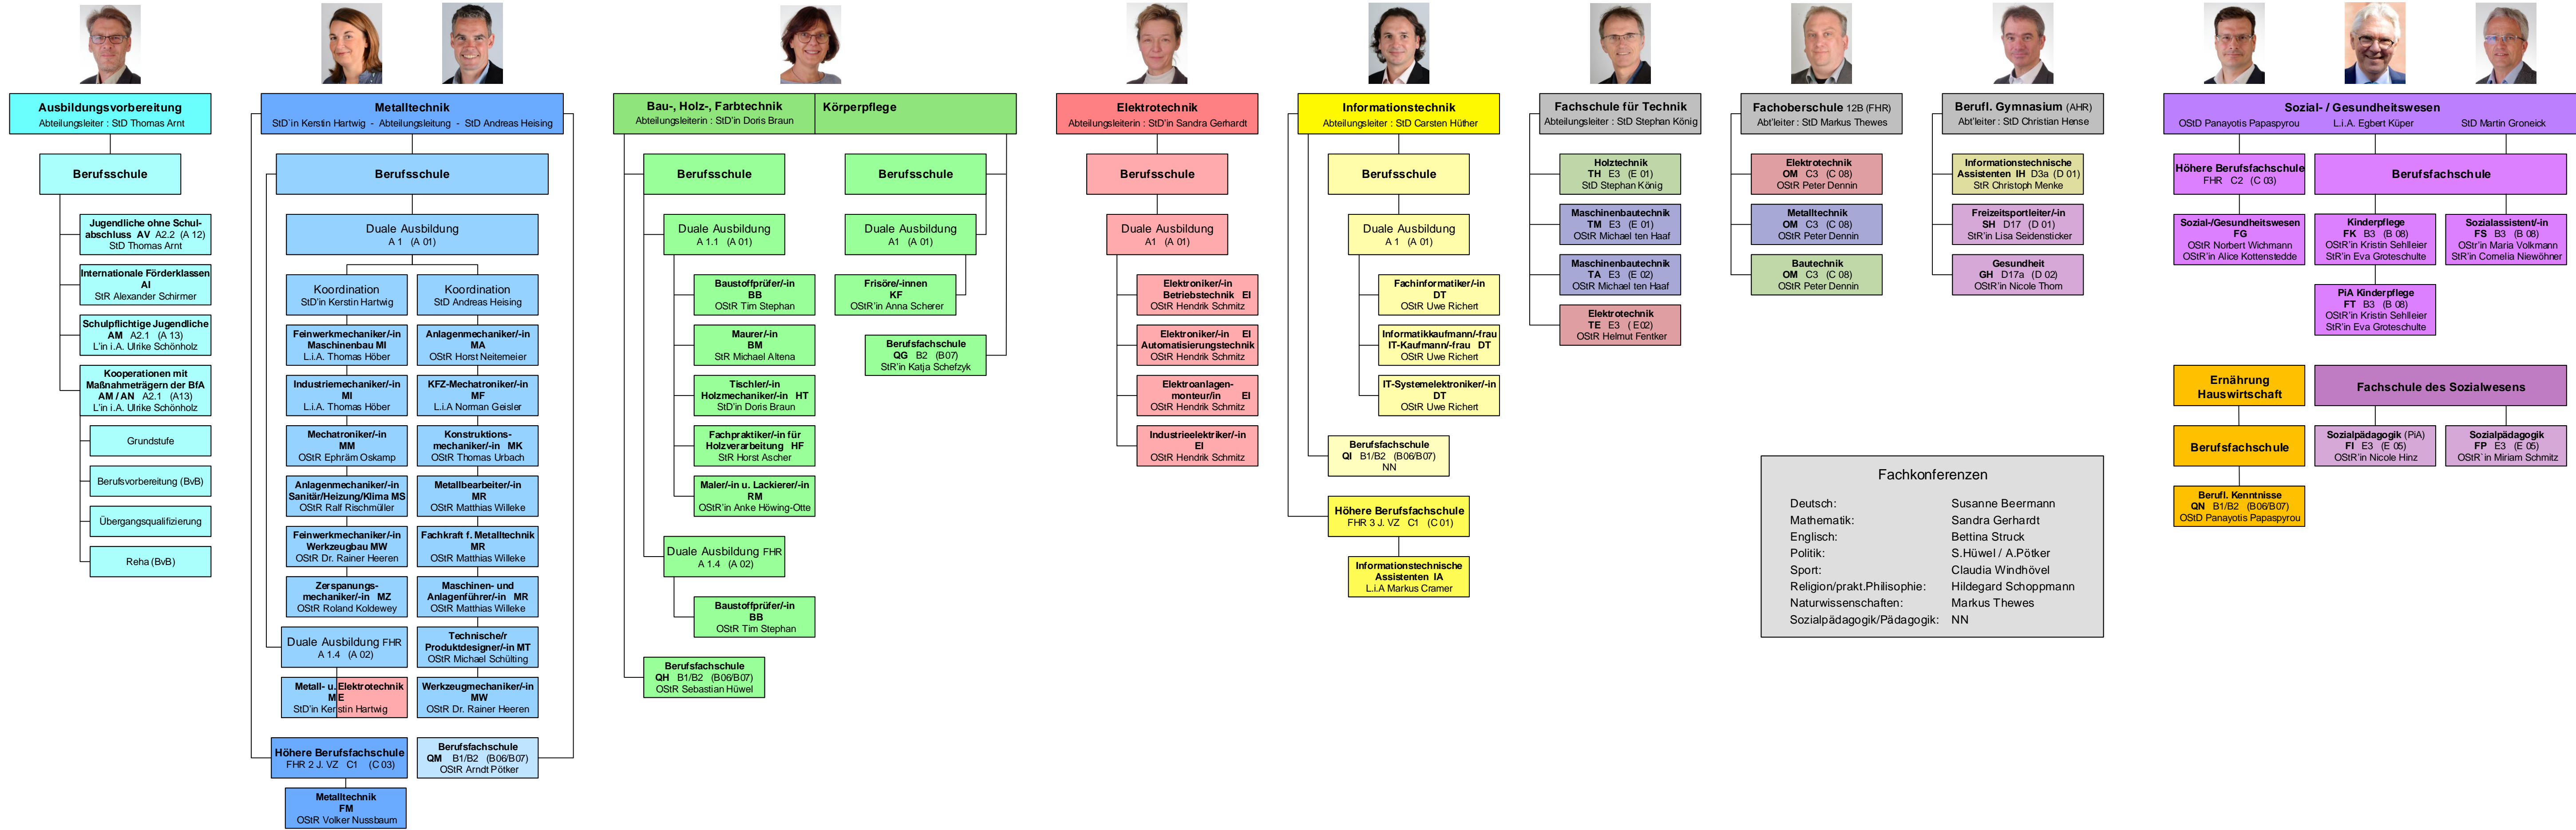 Ausbildungsvorbereitung
Abteilungsleiter : StD Thomas Arnt
Berufsschule
Jugendliche ohne Schul-
abschluss AV A2.2 (A 12)
StD Thomas Arnt
Internationale Förderklassen
AI
StR Alexander Schirmer
Schulpflichtige Jugendliche
AM A2.1 (A 13)
L'in i.A. Ulrike Schönholz
Kooperationen mit
Maßnahmeträgern der BfA
AM / AN A2.1 (A13)
L'in i.A. Ulrike Schönholz
Grundstufe
Berufsvorbereitung (BvB)
Übergangsqualifizierung
Reha (BvB)
Metalltechnik
StD`in Kerstin Hartwig - Abteilungsleitung - StD Andreas Heising
Berufsschule
Duale Ausbildung
A 1 (A 01)
Koordination
StD'in Kerstin Hartwig
Feinwerkmechaniker/-in
Maschinenbau MI
L.i.A. Thomas Höber
Industriemechaniker/-in
MI
L.i.A. Thomas Höber
Mechatroniker/-in
MM
OStR Ephräm Oskamp
Anlagenmechaniker/-in
Sanitär/Heizung/Klima MS
OStR Ralf Rischmüller
Feinwerkmechaniker/-in
Werkzeugbau MW
OStR Dr. Rainer Heeren
Zerspanungs-
mechaniker/-in MZ
OStR Roland Koldewey
Duale Ausbildung FHR
A 1.4 (A 02)
Metall- u. Elektrotechnik
ME
StD'in Kerstin Hartwig
Höhere Berufsfachschule
FHR 2 J. VZ C1 (C 03)
Metalltechnik
FM
OStR Volker Nussbaum
Koordination
StD Andreas Heising
Anlagenmechaniker/-in
MA
OStR Horst Neitemeier
KFZ-Mechatroniker/-in
MF
L.i.A Norman Geisler
Konstruktions-
mechaniker/-in MK
OStR Thomas Urbach
Metallbearbeiter/-in
MR
OStR Matthias Willeke
Fachkraft f. Metalltechnik
MR
OStR Matthias Willeke
Maschinen- und
Anlagenführer/-in MR
OStR Matthias Willeke
Technische/r
Produktdesigner/-in MT
OStR Michael Schülting
Werkzeugmechaniker/-in
MW
OStR Dr. Rainer Heeren
Berufsfachschule
QM B1/B2 (B06/B07)
OStR Arndt Pötker
Bau-, Holz-, Farbtechnik
Abteilungsleiterin : StD'in Doris Braun
Körperpflege
Berufsschule
Duale Ausbildung
A 1.1 (A 01)
Baustoffprüfer/-in
BB
OStR Tim Stephan
Maurer/-in
BM
StR Michael Altena
Tischler/-in
Holzmechaniker/-in HT
StD'in Doris Braun
Fachpraktiker/-in für
Holzverarbeitung HF
StR Horst Ascher
Maler/-in u. Lackierer/-in
RM
OStR'in Anke Höwing-Otte
Duale Ausbildung FHR
A 1.4 (A 02)
Baustoffprüfer/-in
BB
OStR Tim Stephan
Berufsfachschule
QH B1/B2 (B06/B07)
OStR Sebastian Hüwel
Berufsschule
Duale Ausbildung
A1 (A 01)
Frisöre/-innen
KF
OStR'in Anna Scherer
Berufsfachschule
QG B2 (B07)
StR'in Katja Schefzyk
Elektrotechnik
Abteilungsleiterin : StD'in Sandra Gerhardt
Berufsschule
Duale Ausbildung
A1 (A 01)
Elektroniker/-in
Betriebstechnik EI
OStR Hendrik Schmitz
Elektroniker/-in EI
Automatisierungstechnik
OStR Hendrik Schmitz
Elektroanlagen-
monteur/in EI
OStR Hendrik Schmitz
Industrieelektriker/-in
EI
OStR Hendrik Schmitz
Informationstechnik
Abteilungsleiter : StD Carsten Hüther
Berufsschule
Duale Ausbildung
A 1 (A 01)
Fachinformatiker/-in
DT
OStR Uwe Richert
Informatikkaufmann/-frau
IT-Kaufmann/-frau DT
OStR Uwe Richert
IT-Systemelektroniker/-in
DT
OStR Uwe Richert
Berufsfachschule
QI B1/B2 (B06/B07)
NN
Höhere Berufsfachschule
FHR 3 J. VZ C1 (C 01)
Informationstechnische
Assistenten IA
L.i.A Markus Cramer
Fachschule für Technik
Abteilungsleiter : StD Stephan König
Holztechnik
TH E3 (E 01)
StD Stephan König
Maschinenbautechnik
TM E3 (E 01)
OStR Michael ten Haaf
Maschinenbautechnik
TA E3 (E 02)
OStR Michael ten Haaf
Elektrotechnik
TE E3 ( E02)
OStR Helmut Fentker
Fachoberschule 12B (FHR)
Abt'leiter : StD Markus Thewes
Elektrotechnik
OM C3 (C 08)
OStR Peter Dennin
Metalltechnik
OM C3 (C 08)
OStR Peter Dennin
Bautechnik
OM C3 (C 08)
OStR Peter Dennin
Berufl. Gymnasium (AHR)
Abt'leiter : StD Christian Hense
Informationstechnische
Assistenten IH D3a (D 01)
StR Christoph Menke
Freizeitsportleiter/-in
SH D17 (D 01)
StR'in Lisa Seidensticker
Gesundheit
GH D17a (D 02)
OStR'in Nicole Thom
Fachkonferenzen
Deutsch: Susanne Beermann
Mathematik: Sandra Gerhardt
Englisch: Bettina Struck
Politik: S.Hüwel / A.Pötker
Sport: Claudia Windhövel
Religion/prakt.Philisophie: Hildegard Schoppmann
Naturwissenschaften: Markus Thewes
Sozialpädagogik/Pädagogik: NN
Sozial- / Gesundheitswesen
OStD Panayotis Papaspyrou L.i.A. Egbert Küper StD Martin Groneick
Höhere Berufsfachschule
FHR C2 (C 03)
Sozial-/Gesundheitswesen
FG
OStR Norbert Wichmann
OStR'in Alice Kottenstedde
Berufsfachschule
Kinderpflege
FK B3 (B 08)
OStR'in Kristin Sehlleier
StR'in Eva Groteschulte
PiA Kinderpflege
FT B3 (B 08)
OStR'in Kristin Sehlleier
StR'in Eva Groteschulte
Sozialassistent/-in
FS B3 (B 08)
OStr'in Maria Volkmann
StR'in Cornelia Niewöhner
Ernährung
Hauswirtschaft
Berufsfachschule
Berufl. Kenntnisse
QN B1/B2 (B06/B07)
OStD Panayotis Papaspyrou
Fachschule des Sozialwesens
Sozialpädagogik (PiA)
FI E3 (E 05)
OStR'in Nicole Hinz
Sozialpädagogik
FP E3 (E 05)
OStR`in Miriam Schmitz